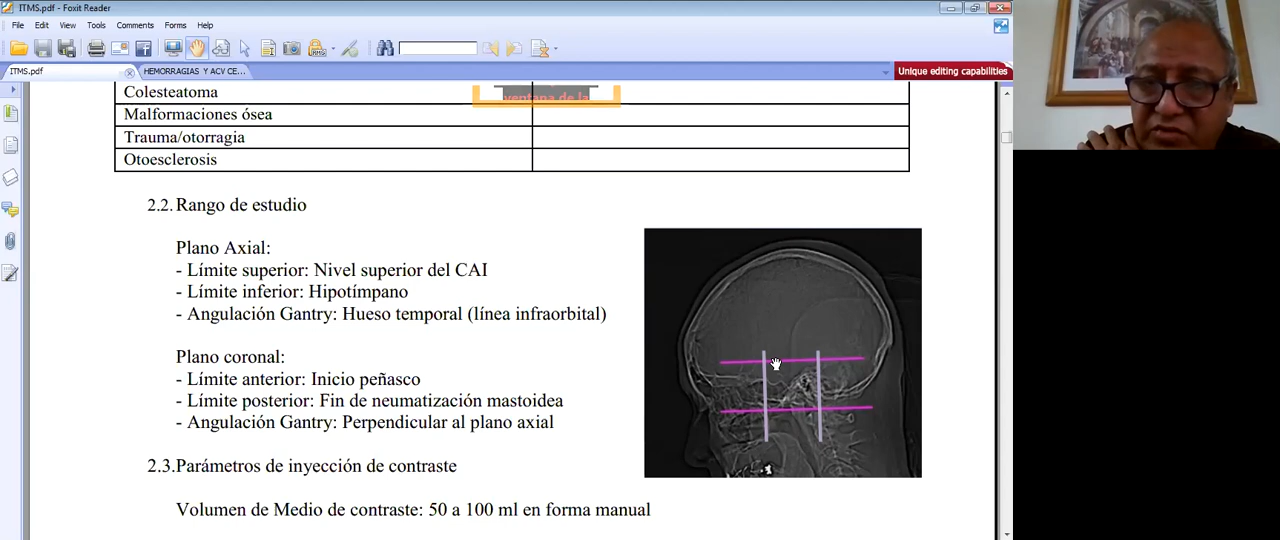 ITMS.pdf - Foxit Reader
File Edit View Tools Comments Forms Help
ITMS.pdf
HEMORRAGIAS Y ACV CE...
Unique editing capabilities
Colesteatoma
ventana de la
Malformaciones ósea
Trauma/otorragia
Otoesclerosis
2.2. Rango de estudio
Plano Axial:
- Límite superior: Nivel superior del CAI
- Límite inferior: Hipotímpano
- Angulación Gantry: Hueso temporal (línea infraorbital)
Plano coronal:
- Límite anterior: Inicio peñasco
- Límite posterior: Fin de neumatización mastoidea
- Angulación Gantry: Perpendicular al plano axial
2.3.Parámetros de inyección de contraste
Volumen de Medio de contraste: 50 a 100 ml en forma manual